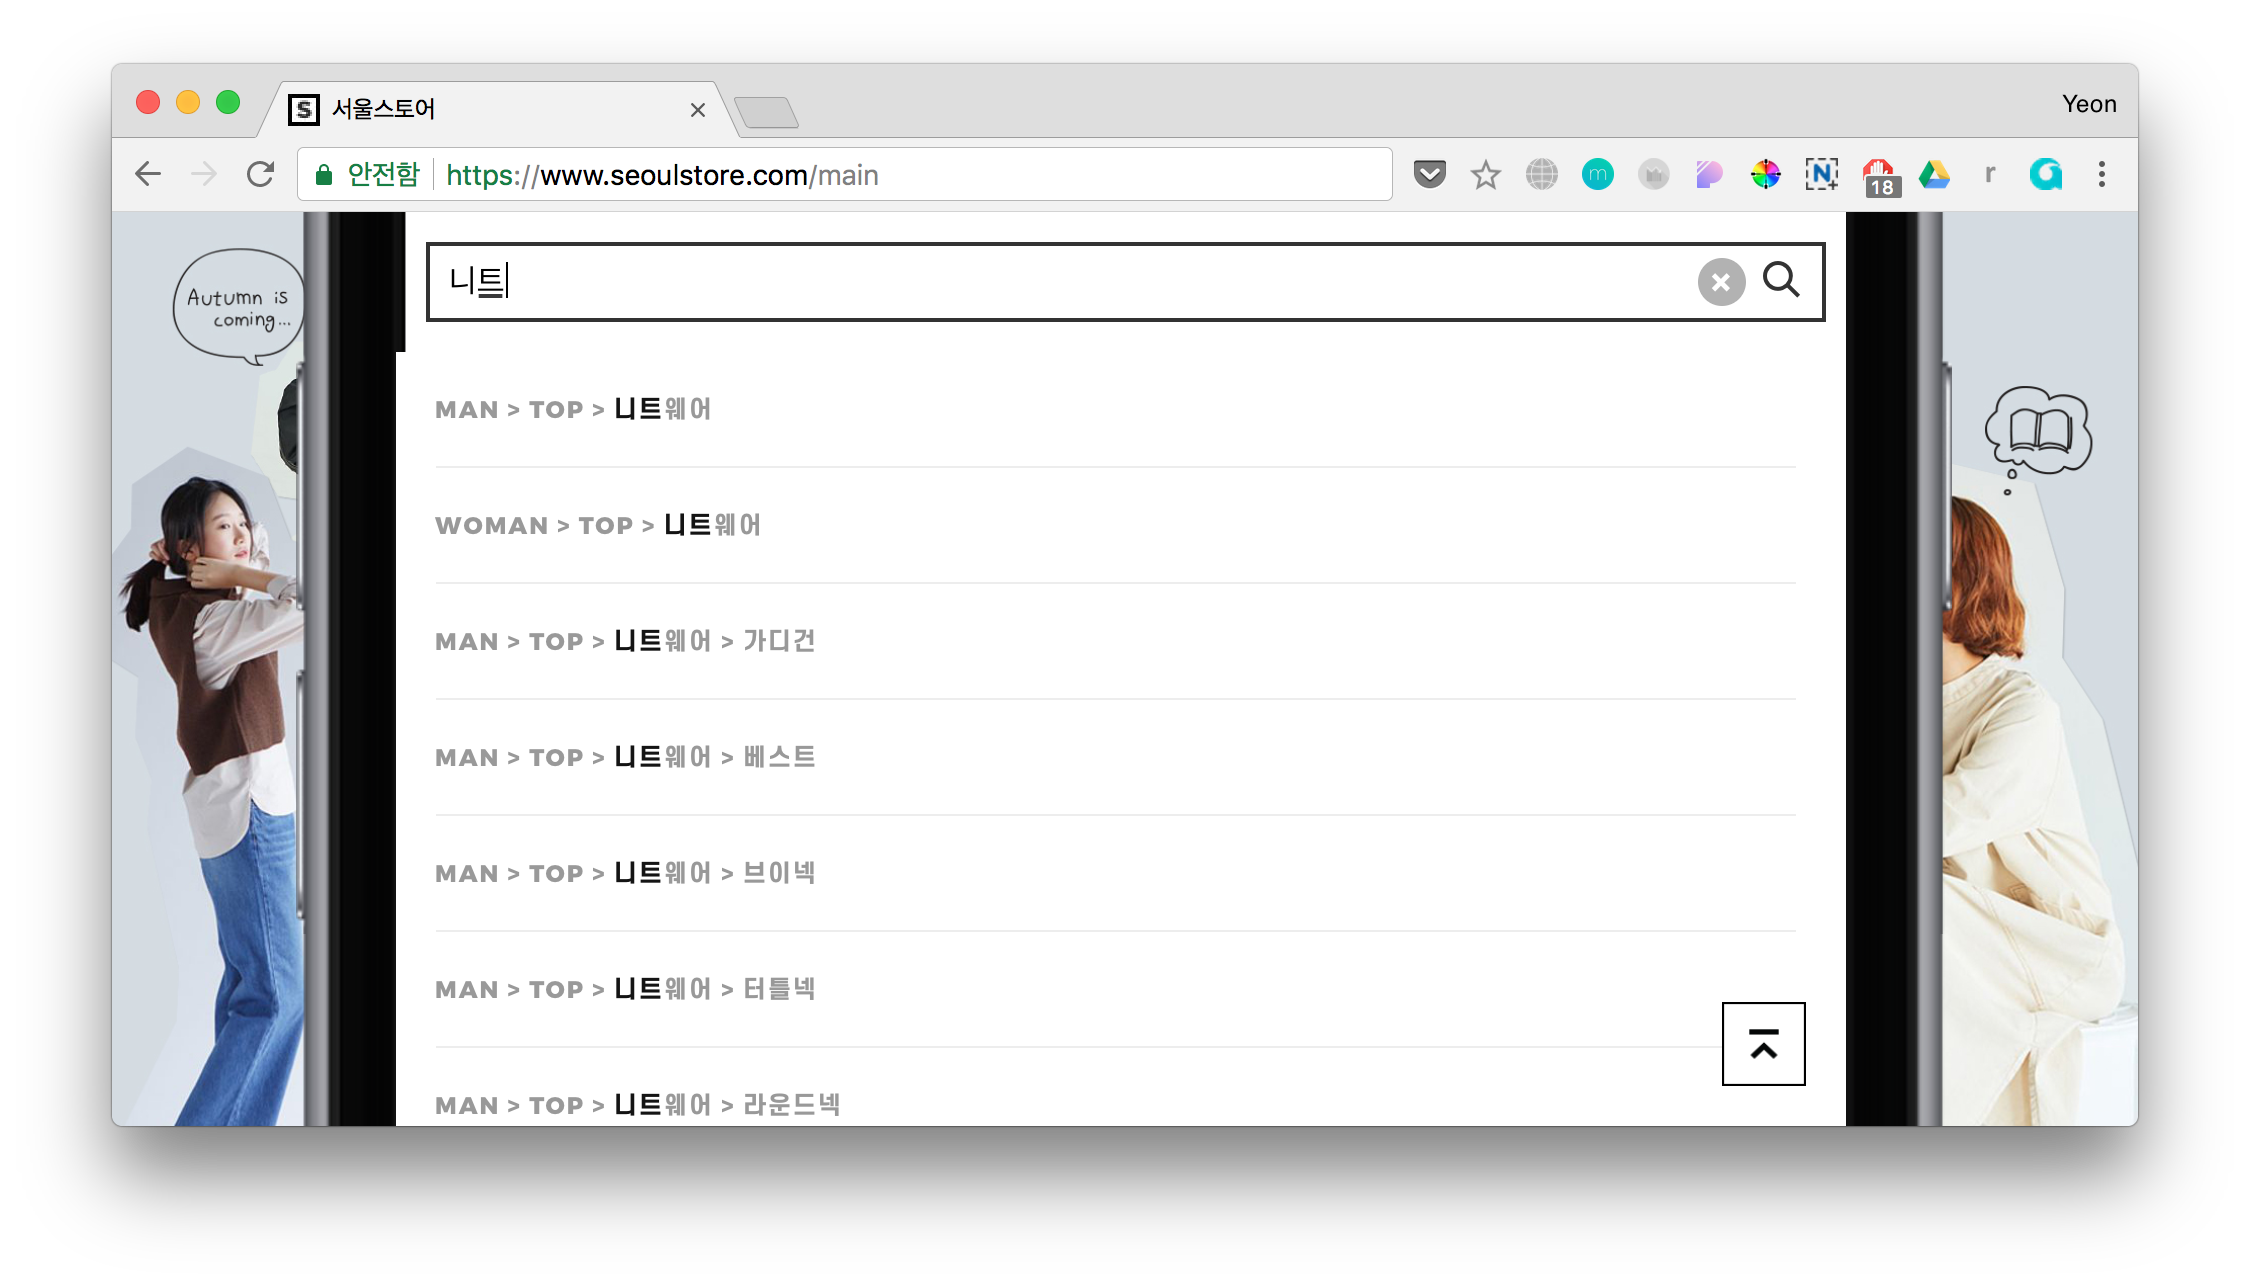 서울스토어
Yeon
안전함 https://www.seoulstore.com/main
18
r
Autumn is
coming...
니트
MAN > TOP > 니트웨어
WOMAN > TOP > 니트웨어
MAN > TOP > 니트웨어 > 가디건
MAN > TOP > 니트웨어 > 베스트
MAN > TOP > 니트웨어 > 브이넥
MAN > TOP > 니트웨어 > 터틀넥
MAN > TOP > 니트웨어 > 라운드넥